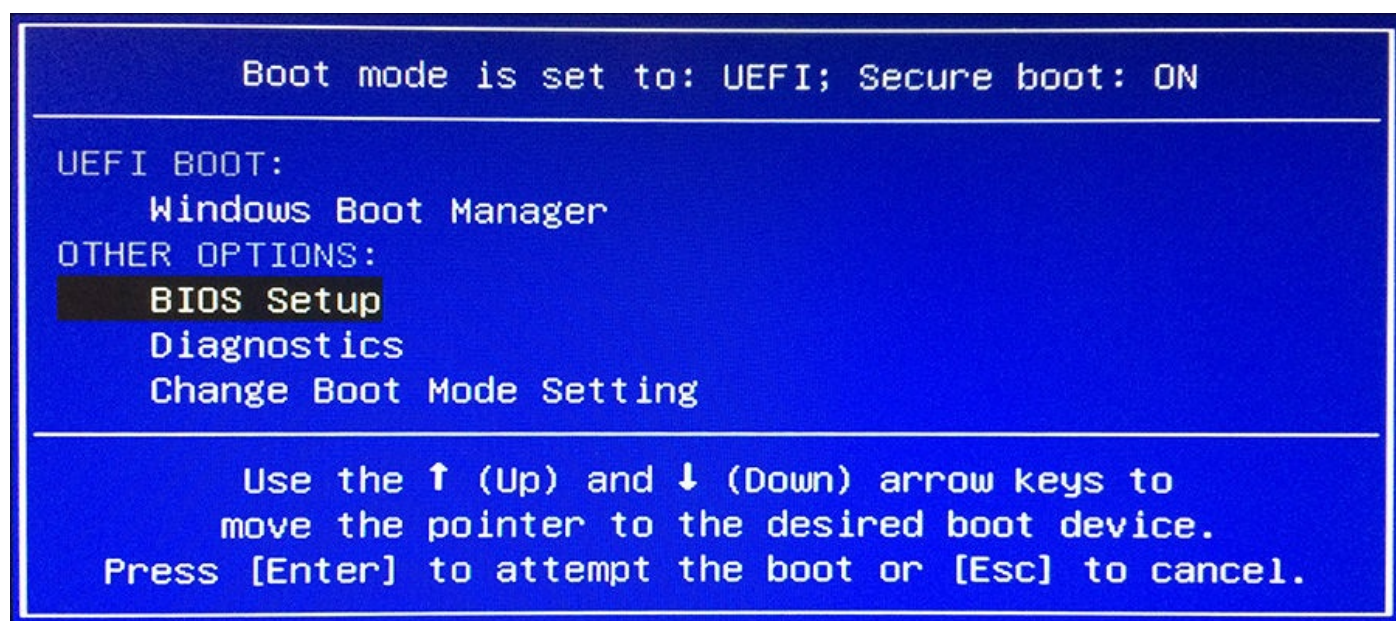 Boot mode is set to: UEFI; Secure boot: ON
UEFI BOOT:
Windows Boot Manager
OTHER OPTIONS:
BIOS Setup
Diagnostics
Change Boot Mode Setting
Use the ↑ (Up) and ↓ (Down) arrow keys to
move the pointer to the desired boot device.
Press [Enter] to attempt the boot or [Esc] to cancel.